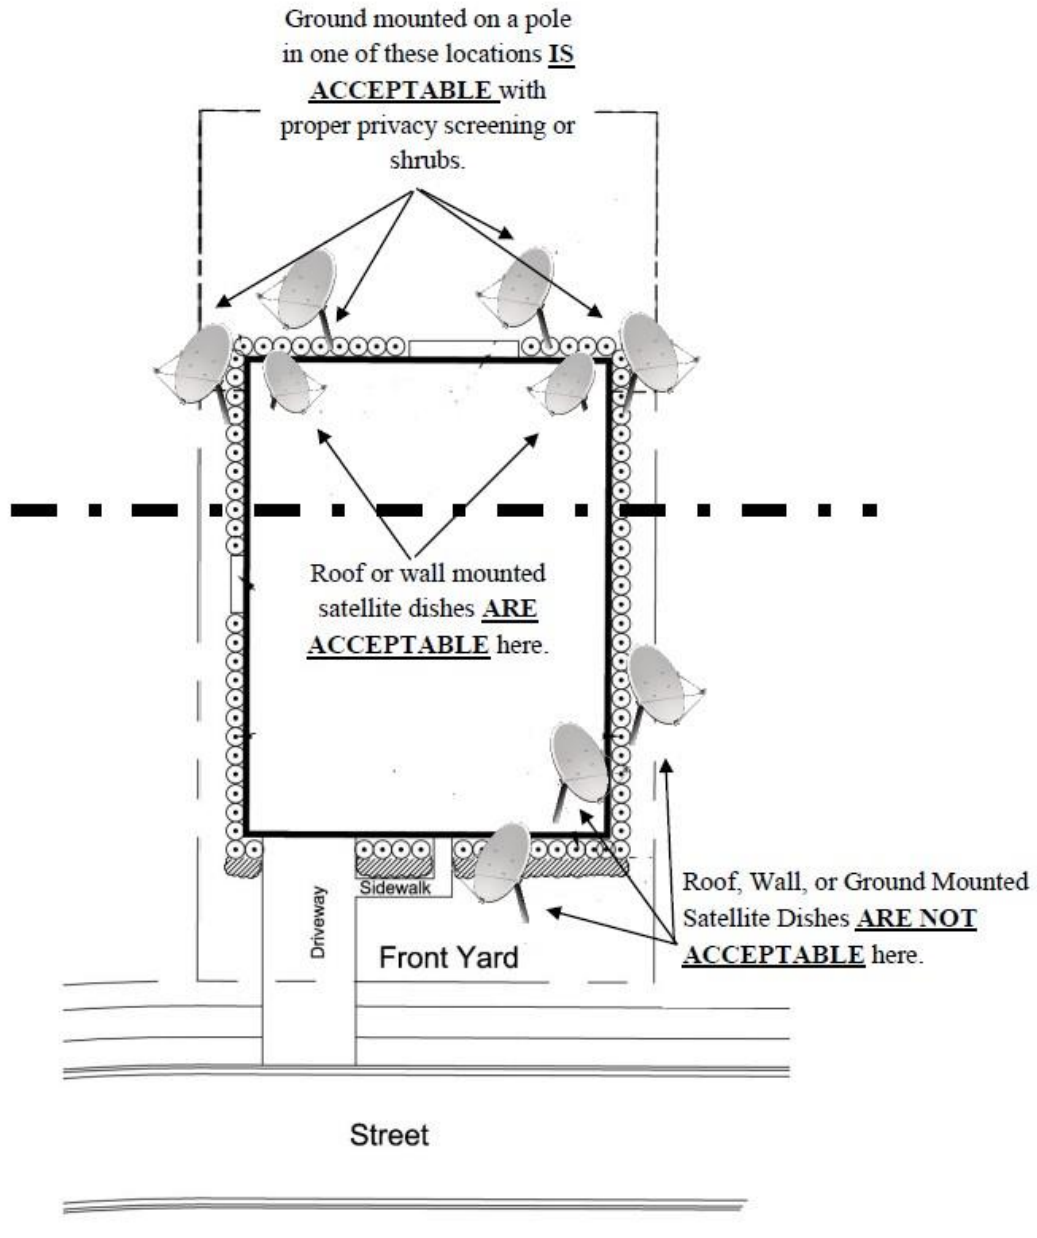 Ground mounted on a pole
in one of these locations IS
ACCEPTABLE with
proper privacy screening or
shrubs.
Roof or wall mounted
satellite dishes ARE
ACCEPTABLE here.
Roof, Wall, or Ground Mounted
Satellite Dishes ARE NOT
ACCEPTABLE here.
Sidewalk
Driveway
Front Yard
Street